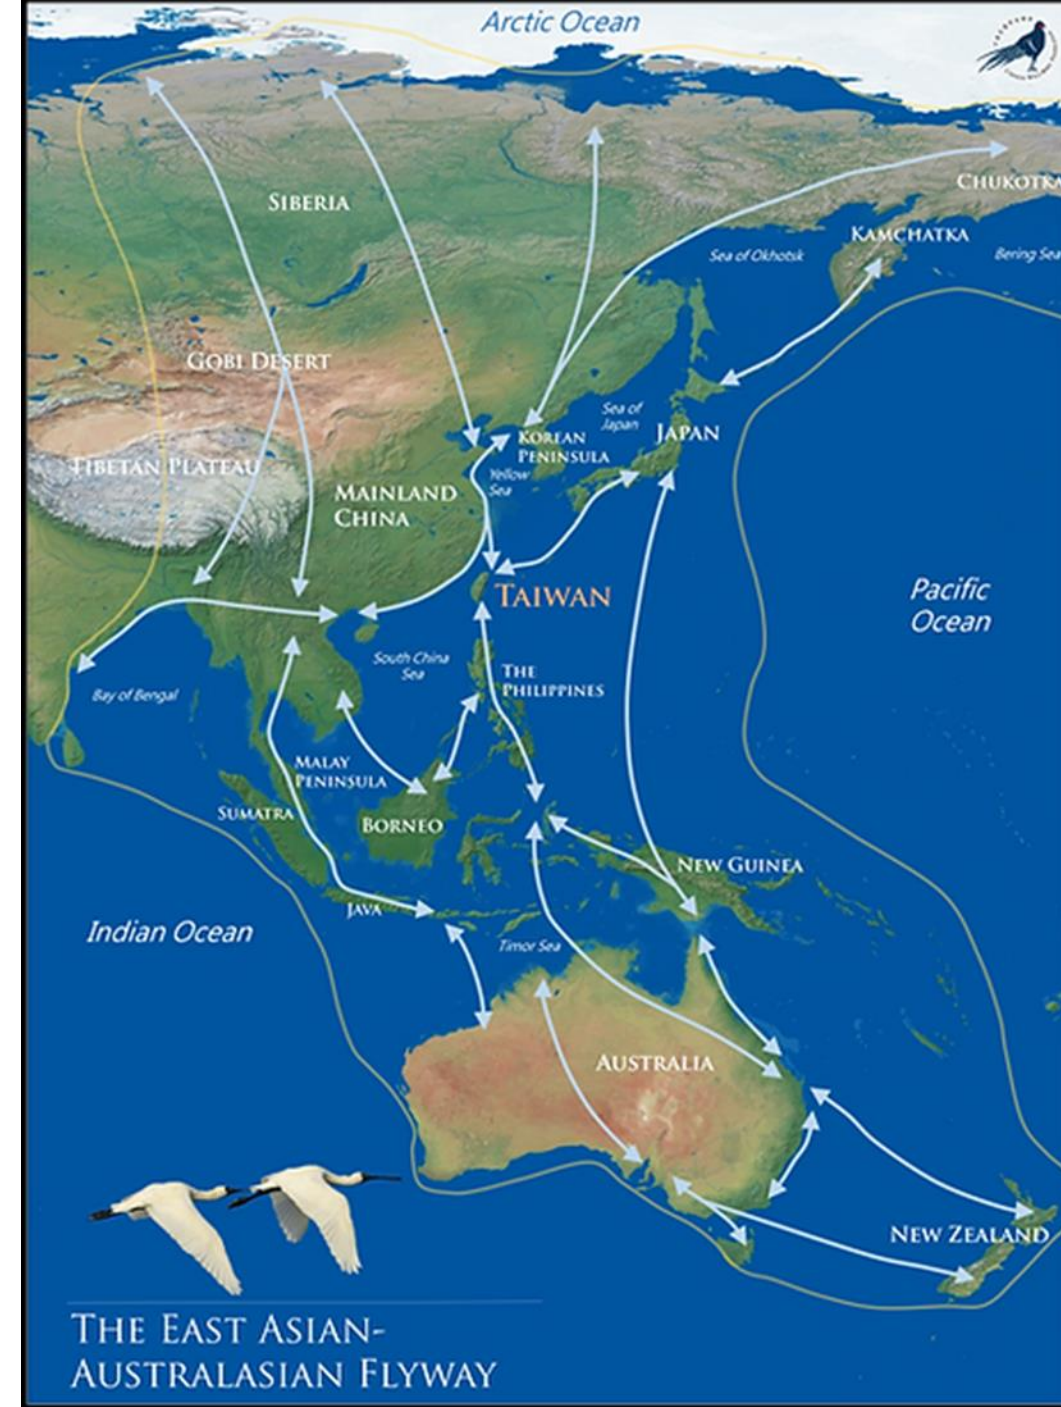 Arctic Ocean
SIBERIA
CHUKOTKA
KAMCHATKA
Sea of Okhotsk
Bering Sea
GOBI DESERT
Sea of
Japan
JAPAN
KOREAN
PENINSULA
TIBETAN PLATEAU
Yellow
Sea
MAINLAND
CHINA
TAIWAN
Pacific
Ocean
South China
Sea
THE
PHILIPPINES
Bay of Bengal
MALAY
PENINSULA
SUMATRA
BORNEO
NEW GUINEA
JAVA
Indian Ocean
Timor Sea
AUSTRALIA
NEW ZEALAND
THE EAST ASIAN-
AUSTRALASIAN FLYWAY